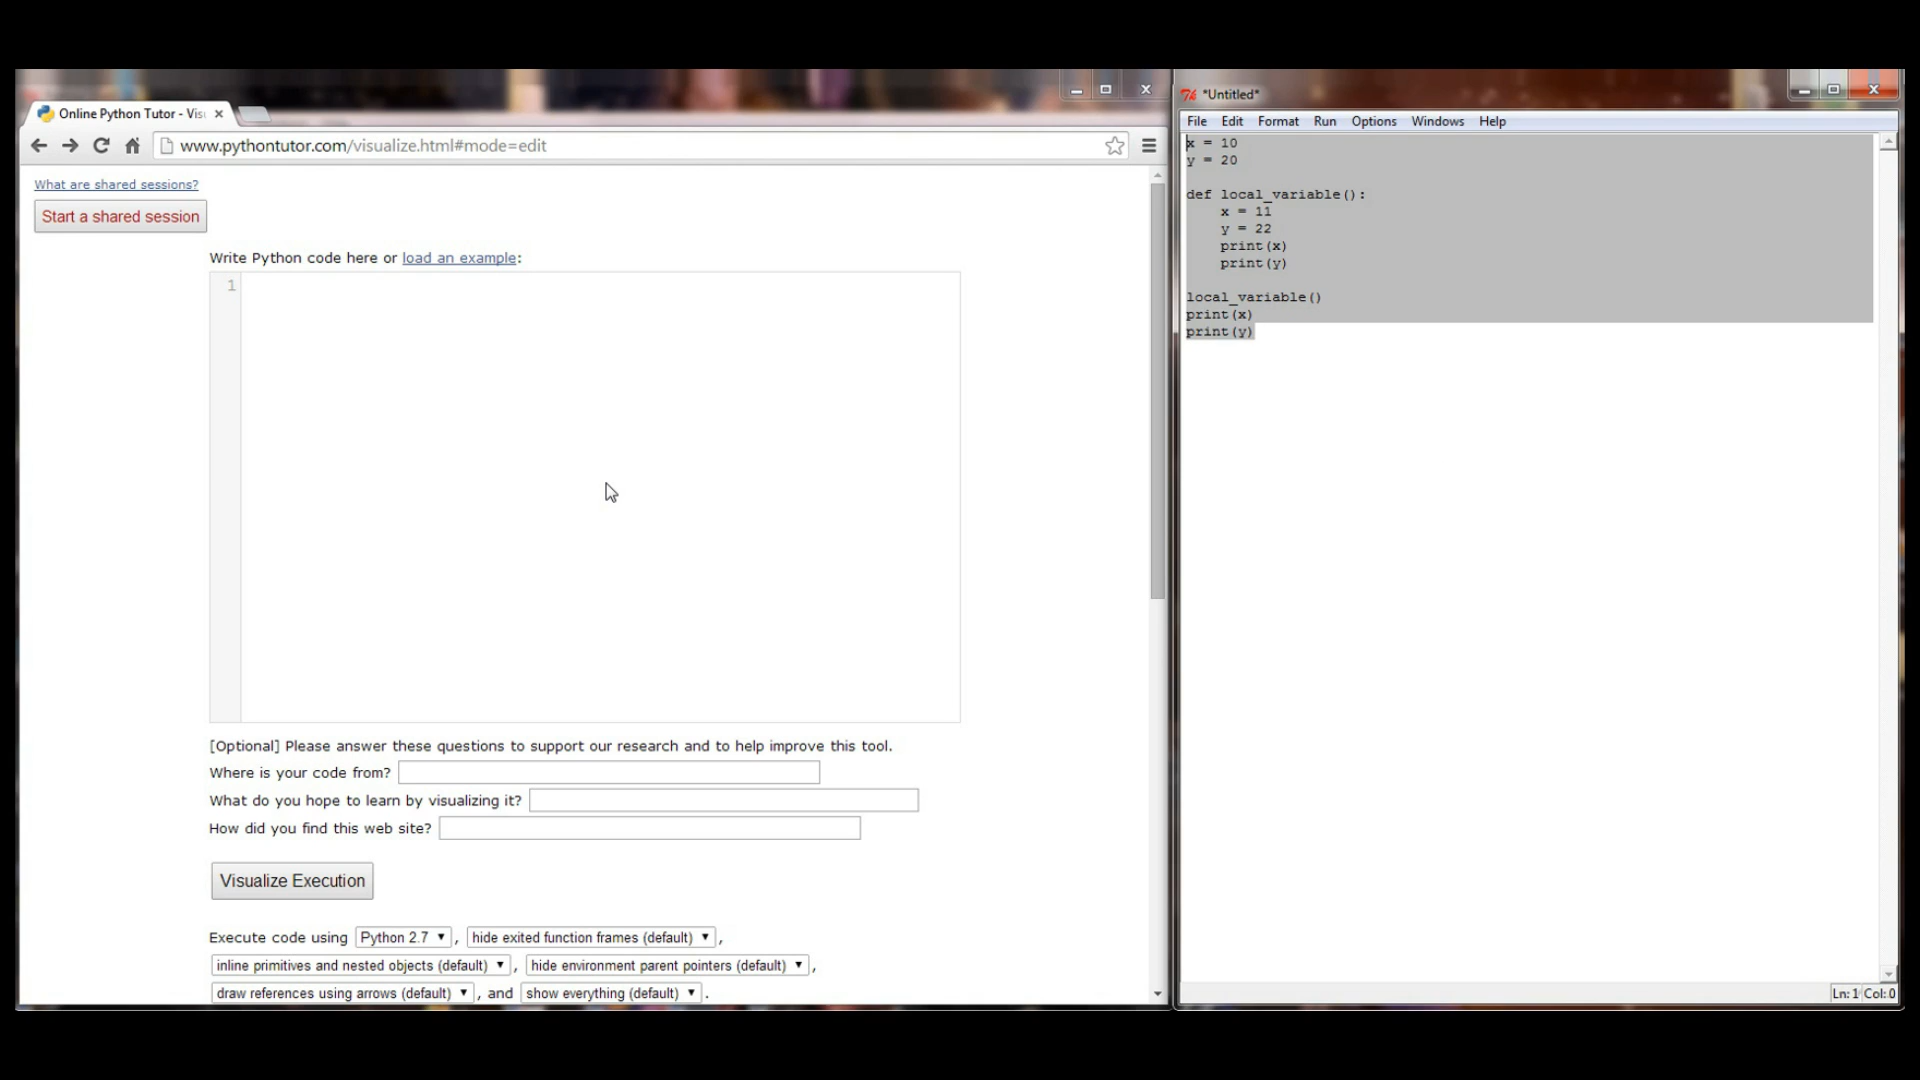 Online Python Tutor - Vis
www.pythontutor.com/visualize.html#mode=edit
What are shared sessions?
Start a shared session
Write Python code here or load an example:
1
[Optional] Please answer these questions to support our research and to help improve this tool.
Where is your code from?
What do you hope to learn by visualizing it?
How did you find this web site?
Visualize Execution
Execute code using Python 2.7 , hide exited function frames (default) ,
inline primitives and nested objects (default) , hide environment parent pointers (default) ,
draw references using arrows (default) , and show everything (default) .
*Untitled*
File Edit Format Run Options Windows Help
x = 10
y = 20
def local_variable():
    x = 11
    y = 22
    print(x)
    print(y)
local_variable()
print(x)
print(y)
Ln: 1 Col: 0